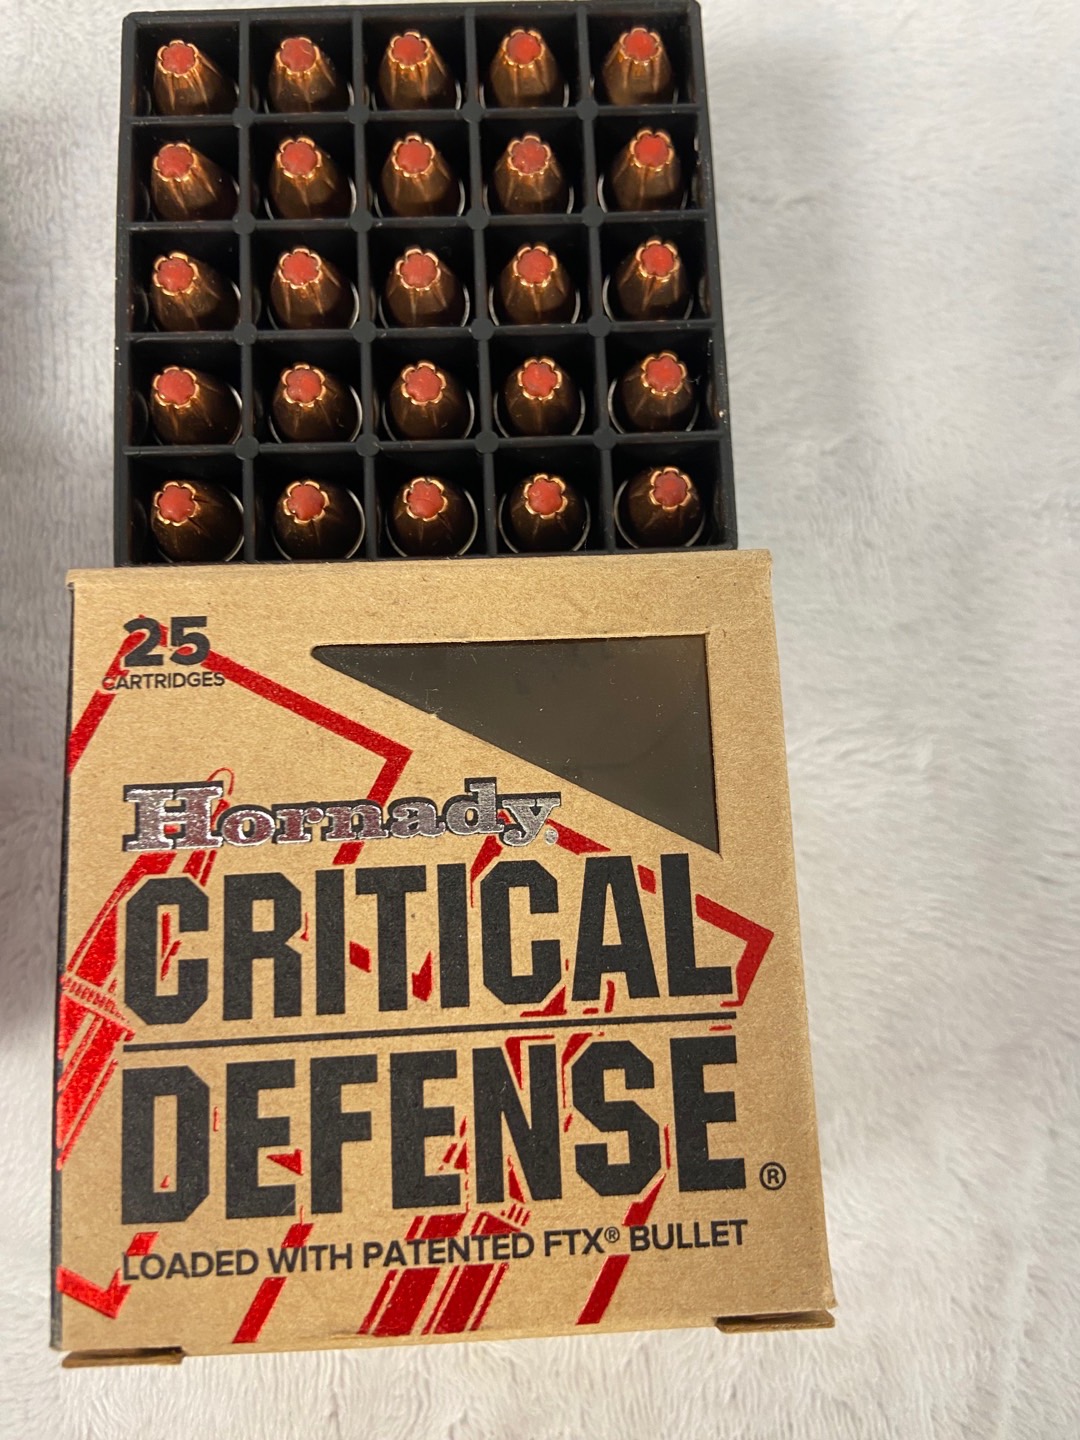 25
CARTRIDGES
Hornady®
CRITICAL
DEFENSE®
LOADED WITH PATENTED FTX® BULLET